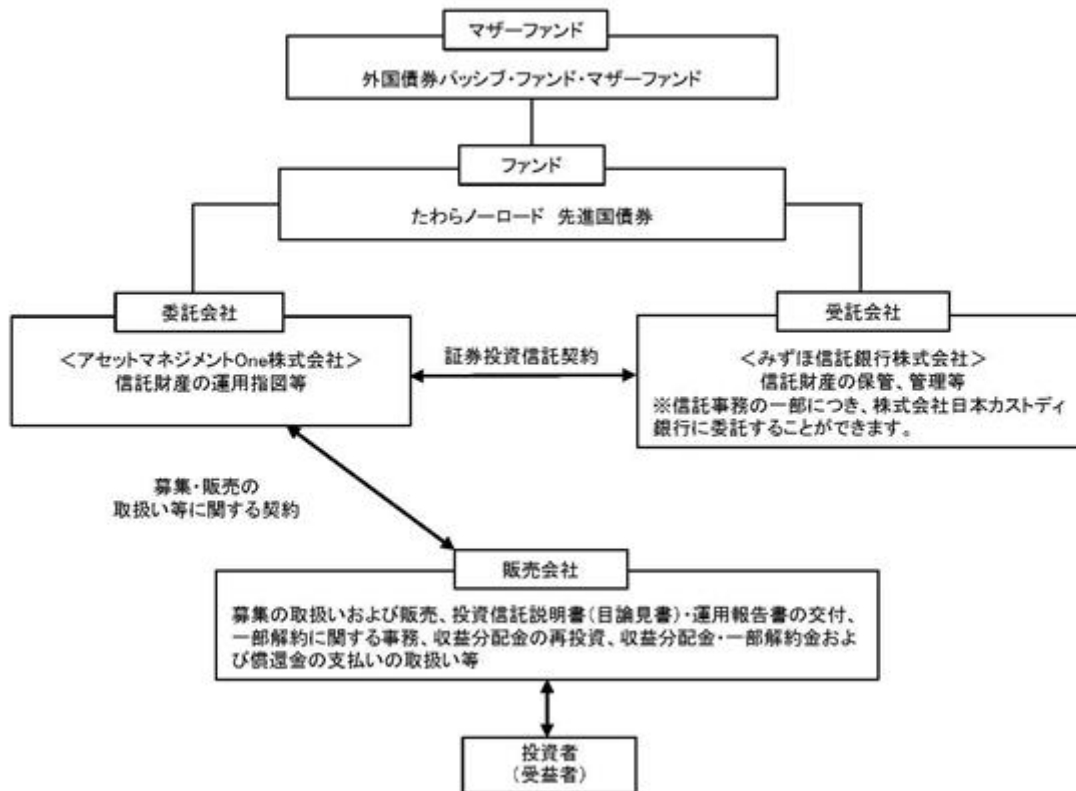 マザーファンド
外国債券パッシブ・ファンド・マザーファンド
ファンド
たわらノーロード 先進国債券
委託会社
＜アセットマネジメントOne株式会社＞
信託財産の運用指図等
証券投資信託契約
受託会社
＜みずほ信託銀行株式会社＞
信託財産の保管、管理等
※信託事務の一部につき、株式会社日本カストディ
銀行に委託することができます。
募集・販売の
取扱い等に関する契約
販売会社
募集の取扱いおよび販売、投資信託説明書(目論見書)・運用報告書の交付、
一部解約に関する事務、収益分配金の再投資、収益分配金・一部解約金およ
び償還金の支払いの取扱い等
投資者
(受益者)